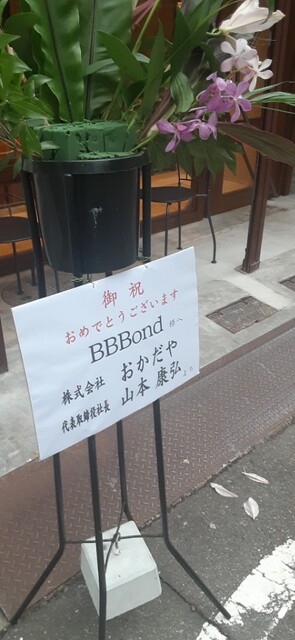 御祝
おめでとうございます
BBBond 様へ
株式会社 おかだや
代表取締役社長 山本 康弘 より